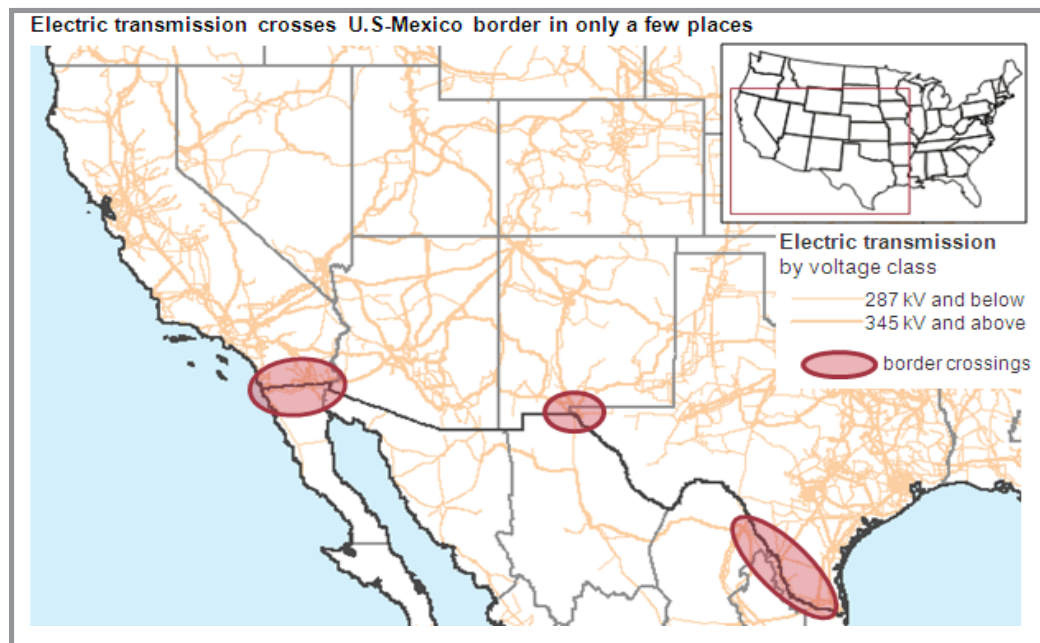 Electric transmission crosses U.S-Mexico border in only a few places
Electric transmission
by voltage class
287 kV and below
345 kV and above
border crossings